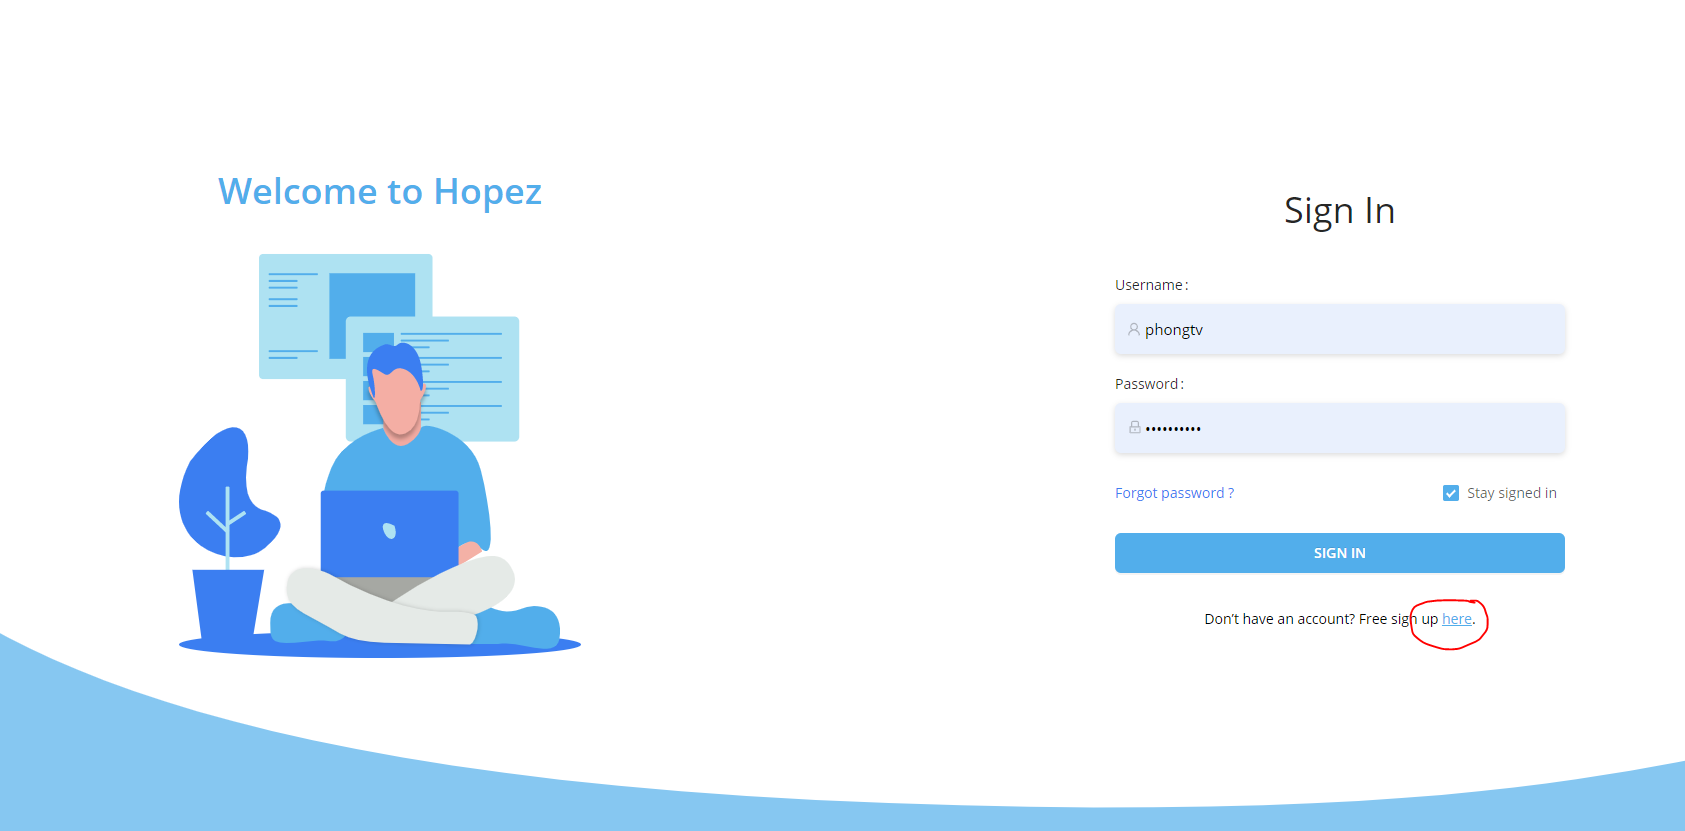 Welcome to Hopez
Sign In
Username :
phongtv
Password :
••••••••••
Forgot password ?
Stay signed in
SIGN IN
Don't have an account? Free sign up here.